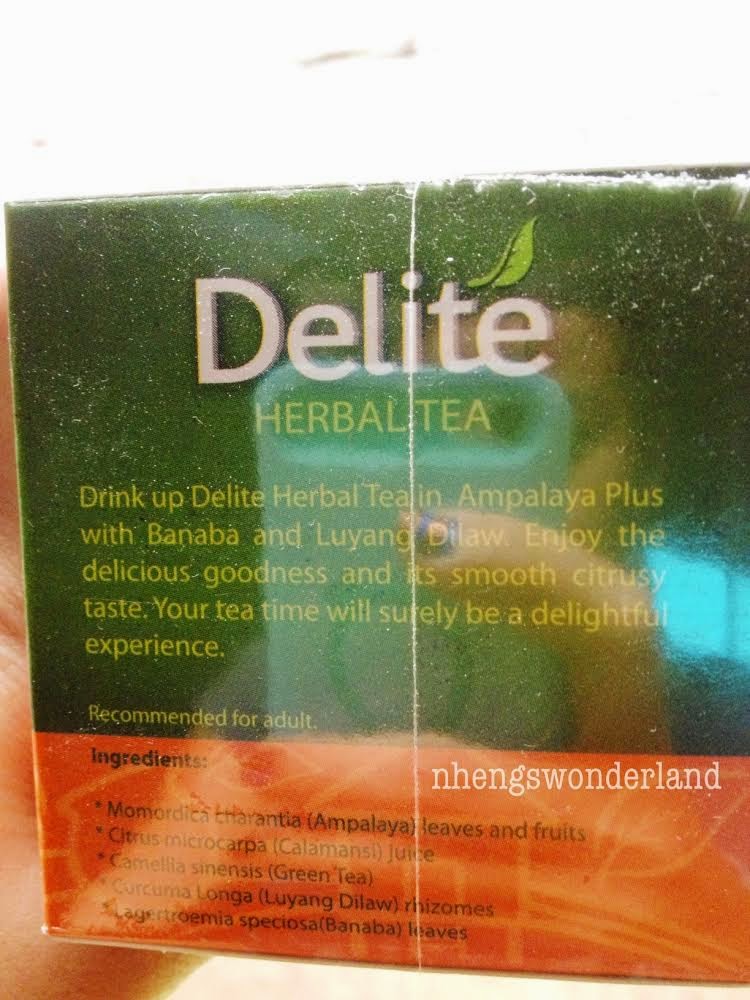 Delite
HERBAL TEA
Drink up Delite Herbal Tea in Ampalaya Plus
with Banaba and Luyang Dilaw. Enjoy the
delicious goodness and its smooth citrusy
taste. Your tea time will surely be a delightful
experience.
Recommended for adult.
Ingredients:
nhengswonderland
* Momordica charantia (Ampalaya) leaves and fruits
* Citrus microcarpa (Calamansi) Juice
* Camellia sinensis (Green Tea)
* Curcuma Longa (Luyang Dilaw) rhizomes
* Lagertroemia speciosa(Banaba) leaves